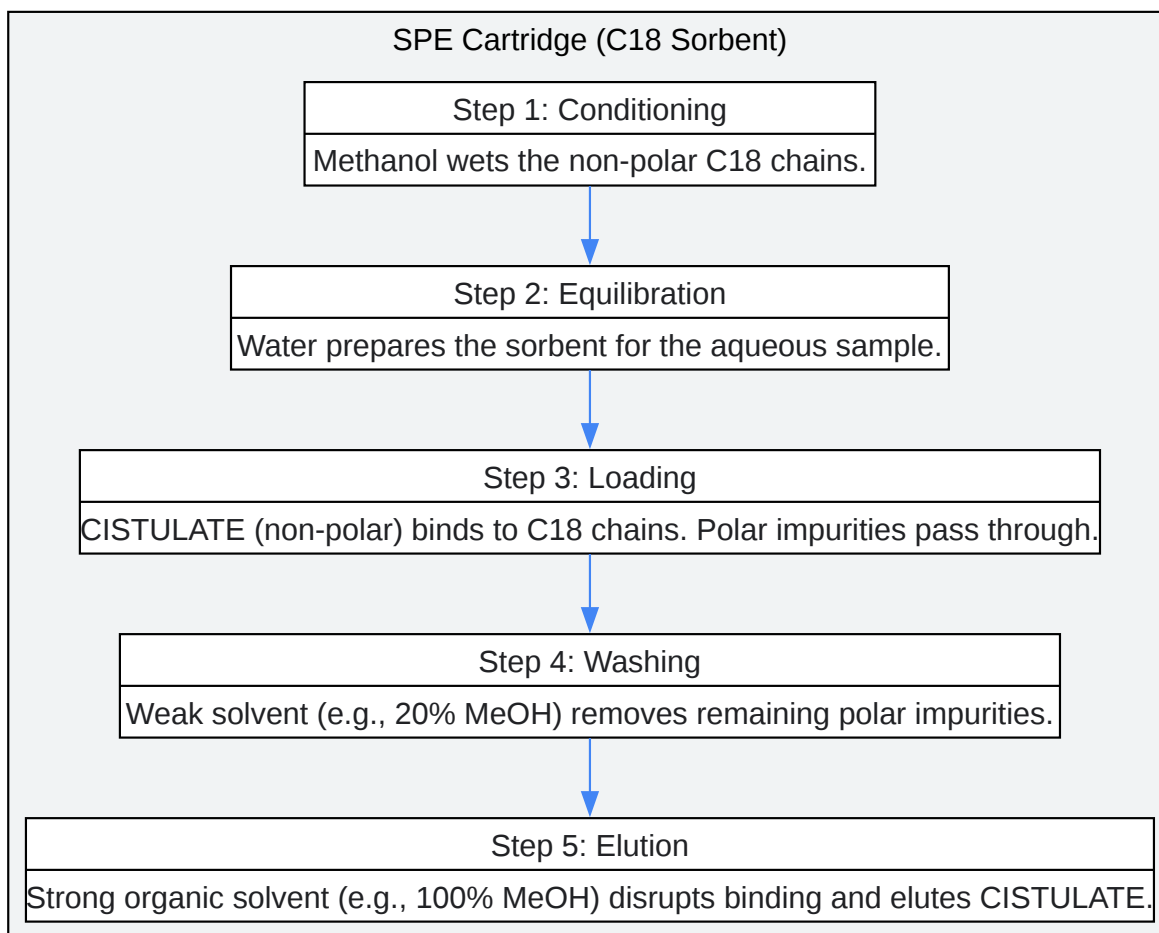 SPE Cartridge (C18 Sorbent)
Step 1: Conditioning
Methanol wets the non-polar C18 chains.
Step 2: Equilibration
Water prepares the sorbent for the aqueous sample.
Step 3: Loading
CISTULATE (non-polar) binds to C18 chains. Polar impurities pass through.
Step 4: Washing
Weak solvent (e.g., 20% MeOH) removes remaining polar impurities.
Step 5: Elution
Strong organic solvent (e.g., 100% MeOH) disrupts binding and elutes CISTULATE.